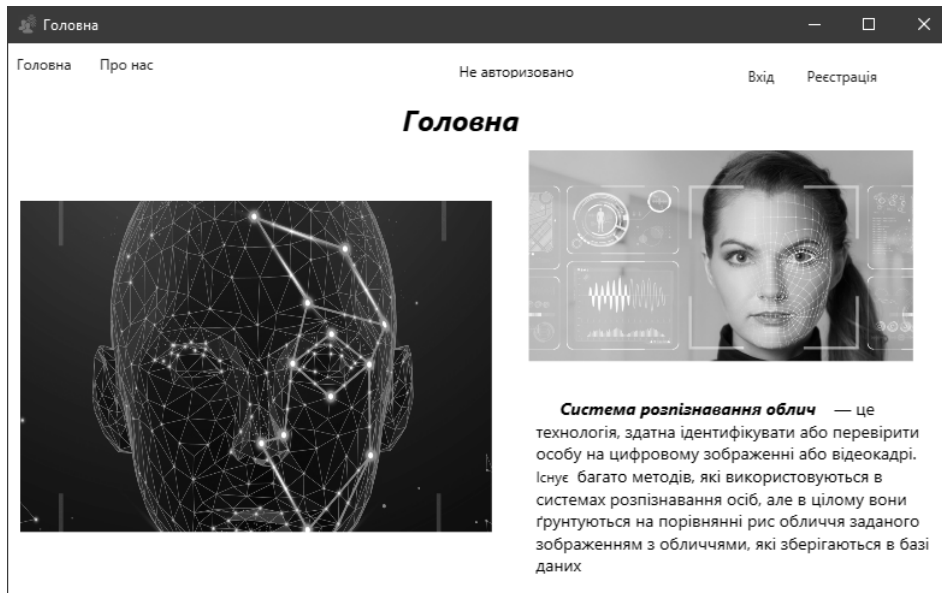 Головна
Головна Про нас Не авторизовано Вхід Реєстрація
Головна
Система розпізнавання облич — це
технологія, здатна ідентифікувати або перевірити
особу на цифровому зображенні або відеокадрі.
Існує багато методів, які використовуються в
системах розпізнавання осіб, але в цілому вони
ґрунтуються на порівнянні рис обличчя заданого
зображенням з обличчями, які зберігаються в базі
даних